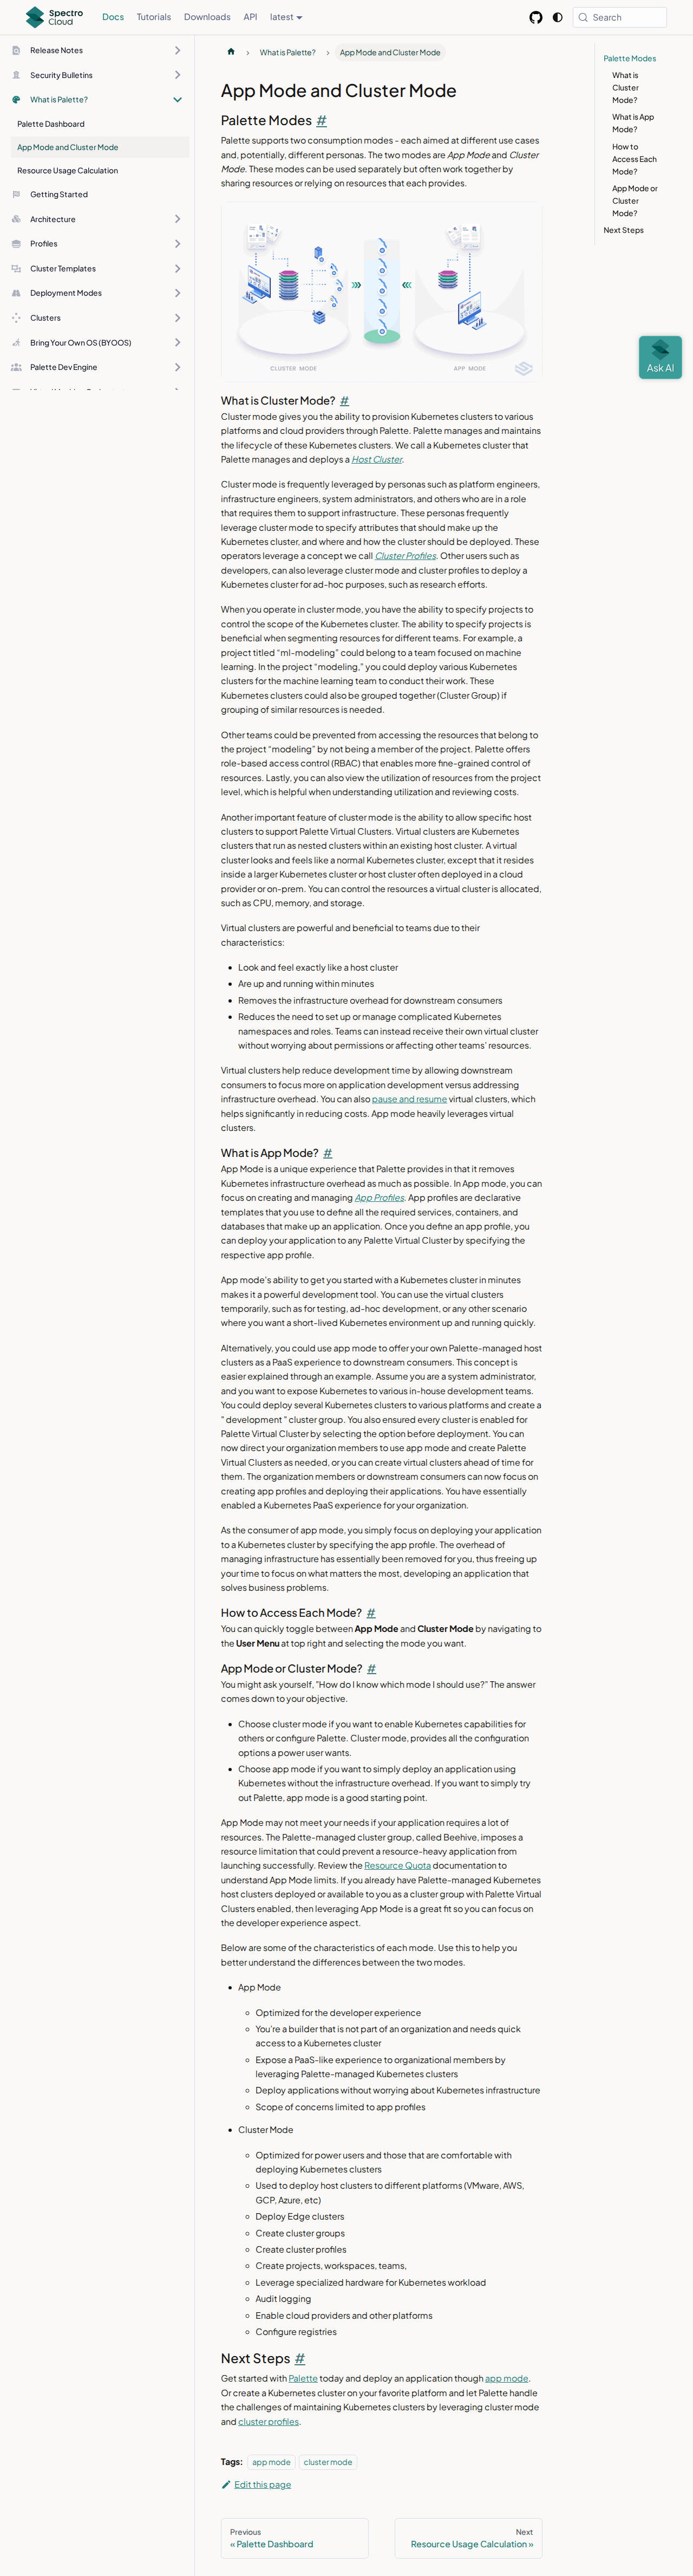 Spectro
Cloud
Docs
Tutorials
Downloads
API
latest
Search
Release Notes
Security Bulletins
What is Palette?
Palette Dashboard
App Mode and Cluster Mode
Resource Usage Calculation
Getting Started
Architecture
Profiles
Cluster Templates
Deployment Modes
Clusters
Bring Your Own OS (BYOOS)
Palette Dev Engine
What is Palette?
App Mode and Cluster Mode
App Mode and Cluster Mode
Palette Modes #
Palette supports two consumption modes - each aimed at different use cases
and, potentially, different personas. The two modes are App Mode and Cluster
Mode. These modes can be used separately but often work together by
sharing resources or relying on resources that each provides.
CLUSTER MODE
APP MODE
What is Cluster Mode? #
Cluster mode gives you the ability to provision Kubernetes clusters to various
platforms and cloud providers through Palette. Palette manages and maintains
the lifecycle of these Kubernetes clusters. We call a Kubernetes cluster that
Palette manages and deploys a Host Cluster.
Cluster mode is frequently leveraged by personas such as platform engineers,
infrastructure engineers, system administrators, and others who are in a role
that requires them to support infrastructure. These personas frequently
leverage cluster mode to specify attributes that should make up the
Kubernetes cluster, and where and how the cluster should be deployed. These
operators leverage a concept we call Cluster Profiles. Other users such as
developers, can also leverage cluster mode and cluster profiles to deploy a
Kubernetes cluster for ad-hoc purposes, such as research efforts.
When you operate in cluster mode, you have the ability to specify projects to
control the scope of the Kubernetes cluster. The ability to specify projects is
beneficial when segmenting resources for different teams. For example, a
project titled “ml-modeling” could belong to a team focused on machine
learning. In the project “modeling,” you could deploy various Kubernetes
clusters for the machine learning team to conduct their work. These
Kubernetes clusters could also be grouped together (Cluster Group) if
grouping of similar resources is needed.
Other teams could be prevented from accessing the resources that belong to
the project “modeling” by not being a member of the project. Palette offers
role-based access control (RBAC) that enables more fine-grained control of
resources. Lastly, you can also view the utilization of resources from the project
level, which is helpful when understanding utilization and reviewing costs.
Another important feature of cluster mode is the ability to allow specific host
clusters to support Palette Virtual Clusters. Virtual clusters are Kubernetes
clusters that run as nested clusters within an existing host cluster. A virtual
cluster looks and feels like a normal Kubernetes cluster, except that it resides
inside a larger Kubernetes cluster or host cluster often deployed in a cloud
provider or on-prem. You can control the resources a virtual cluster is allocated,
such as CPU, memory, and storage.
Virtual clusters are powerful and beneficial to teams due to their
characteristics:
• Look and feel exactly like a host cluster
• Are up and running within minutes
• Removes the infrastructure overhead for downstream consumers
• Reduces the need to set up or manage complicated Kubernetes
namespaces and roles. Teams can instead receive their own virtual cluster
without worrying about permissions or affecting other teams’ resources.
Virtual clusters help reduce development time by allowing downstream
consumers to focus more on application development versus addressing
infrastructure overhead. You can also pause and resume virtual clusters, which
helps significantly in reducing costs. App mode heavily leverages virtual
clusters.
What is App Mode? #
App Mode is a unique experience that Palette provides in that it removes
Kubernetes infrastructure overhead as much as possible. In App mode, you can
focus on creating and managing App Profiles. App profiles are declarative
templates that you use to define all the required services, containers, and
databases that make up an application. Once you define an app profile, you
can deploy your application to any Palette Virtual Cluster by specifying the
respective app profile.
App mode’s ability to get you started with a Kubernetes cluster in minutes
makes it a powerful development tool. You can use the virtual clusters
temporarily, such as for testing, ad-hoc development, or any other scenario
where you want a short-lived Kubernetes environment up and running quickly.
Alternatively, you could use app mode to offer your own Palette-managed host
clusters as a PaaS experience to downstream consumers. This concept is
easier explained through an example. Assume you are a system administrator,
and you want to expose Kubernetes to various in-house development teams.
You could deploy several Kubernetes clusters to various platforms and create a
" development " cluster group. You also ensured every cluster is enabled for
Palette Virtual Cluster by selecting the option before deployment. You can
now direct your organization members to use app mode and create Palette
Virtual Clusters as needed, or you can create virtual clusters ahead of time for
them. The organization members or downstream consumers can now focus on
creating app profiles and deploying their applications. You have essentially
enabled a Kubernetes PaaS experience for your organization.
As the consumer of app mode, you simply focus on deploying your application
to a Kubernetes cluster by specifying the app profile. The overhead of
managing infrastructure has essentially been removed for you, thus freeing up
your time to focus on what matters the most, developing an application that
solves business problems.
How to Access Each Mode? #
You can quickly toggle between App Mode and Cluster Mode by navigating to
the User Menu at top right and selecting the mode you want.
App Mode or Cluster Mode? #
You might ask yourself, "How do I know which mode I should use?" The answer
comes down to your objective.
• Choose cluster mode if you want to enable Kubernetes capabilities for
others or configure Palette. Cluster mode, provides all the configuration
options a power user wants.
• Choose app mode if you want to simply deploy an application using
Kubernetes without the infrastructure overhead. If you want to simply try
out Palette, app mode is a good starting point.
App Mode may not meet your needs if your application requires a lot of
resources. The Palette-managed cluster group, called Beehive, imposes a
resource limitation that could prevent a resource-heavy application from
launching successfully. Review the Resource Quota documentation to
understand App Mode limits. If you already have Palette-managed Kubernetes
host clusters deployed or available to you as a cluster group with Palette Virtual
Clusters enabled, then leveraging App Mode is a great fit so you can focus on
the developer experience aspect.
Below are some of the characteristics of each mode. Use this to help you
better understand the differences between the two modes.
• App Mode
◦ Optimized for the developer experience
◦ You’re a builder that is not part of an organization and needs quick
access to a Kubernetes cluster
◦ Expose a PaaS-like experience to organizational members by
leveraging Palette-managed Kubernetes clusters
◦ Deploy applications without worrying about Kubernetes infrastructure
◦ Scope of concerns limited to app profiles
• Cluster Mode
◦ Optimized for power users and those that are comfortable with
deploying Kubernetes clusters
◦ Used to deploy host clusters to different platforms (VMware, AWS,
GCP, Azure, etc)
◦ Deploy Edge clusters
◦ Create cluster groups
◦ Create cluster profiles
◦ Create projects, workspaces, teams,
◦ Leverage specialized hardware for Kubernetes workload
◦ Audit logging
◦ Enable cloud providers and other platforms
◦ Configure registries
Next Steps #
Get started with Palette today and deploy an application though app mode.
Or create a Kubernetes cluster on your favorite platform and let Palette handle
the challenges of maintaining Kubernetes clusters by leveraging cluster mode
and cluster profiles.
Tags: app mode cluster mode
Edit this page
Previous
« Palette Dashboard
Next
Resource Usage Calculation »
Palette Modes
What is
Cluster
Mode?
What is App
Mode?
How to
Access Each
Mode?
App Mode or
Cluster
Mode?
Next Steps
Ask AI